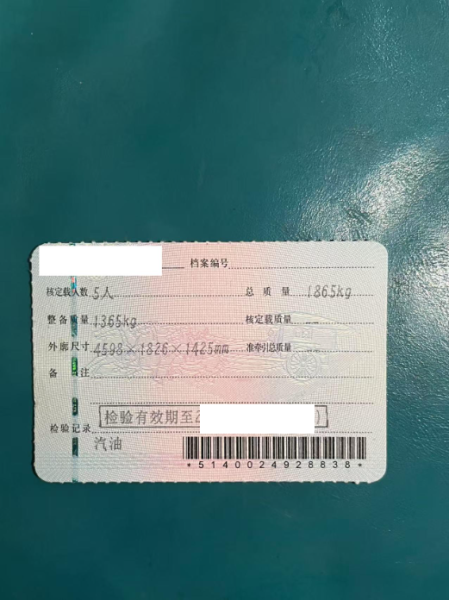 档案编号
核定载人数 5人 总质量 1865kg
整备质量 1365kg 核定载质量 --
外廓尺寸 4598×1826×1425mm 准牵引总质量 --
备注
检验记录 检验有效期至2
汽油
*5140024928838*